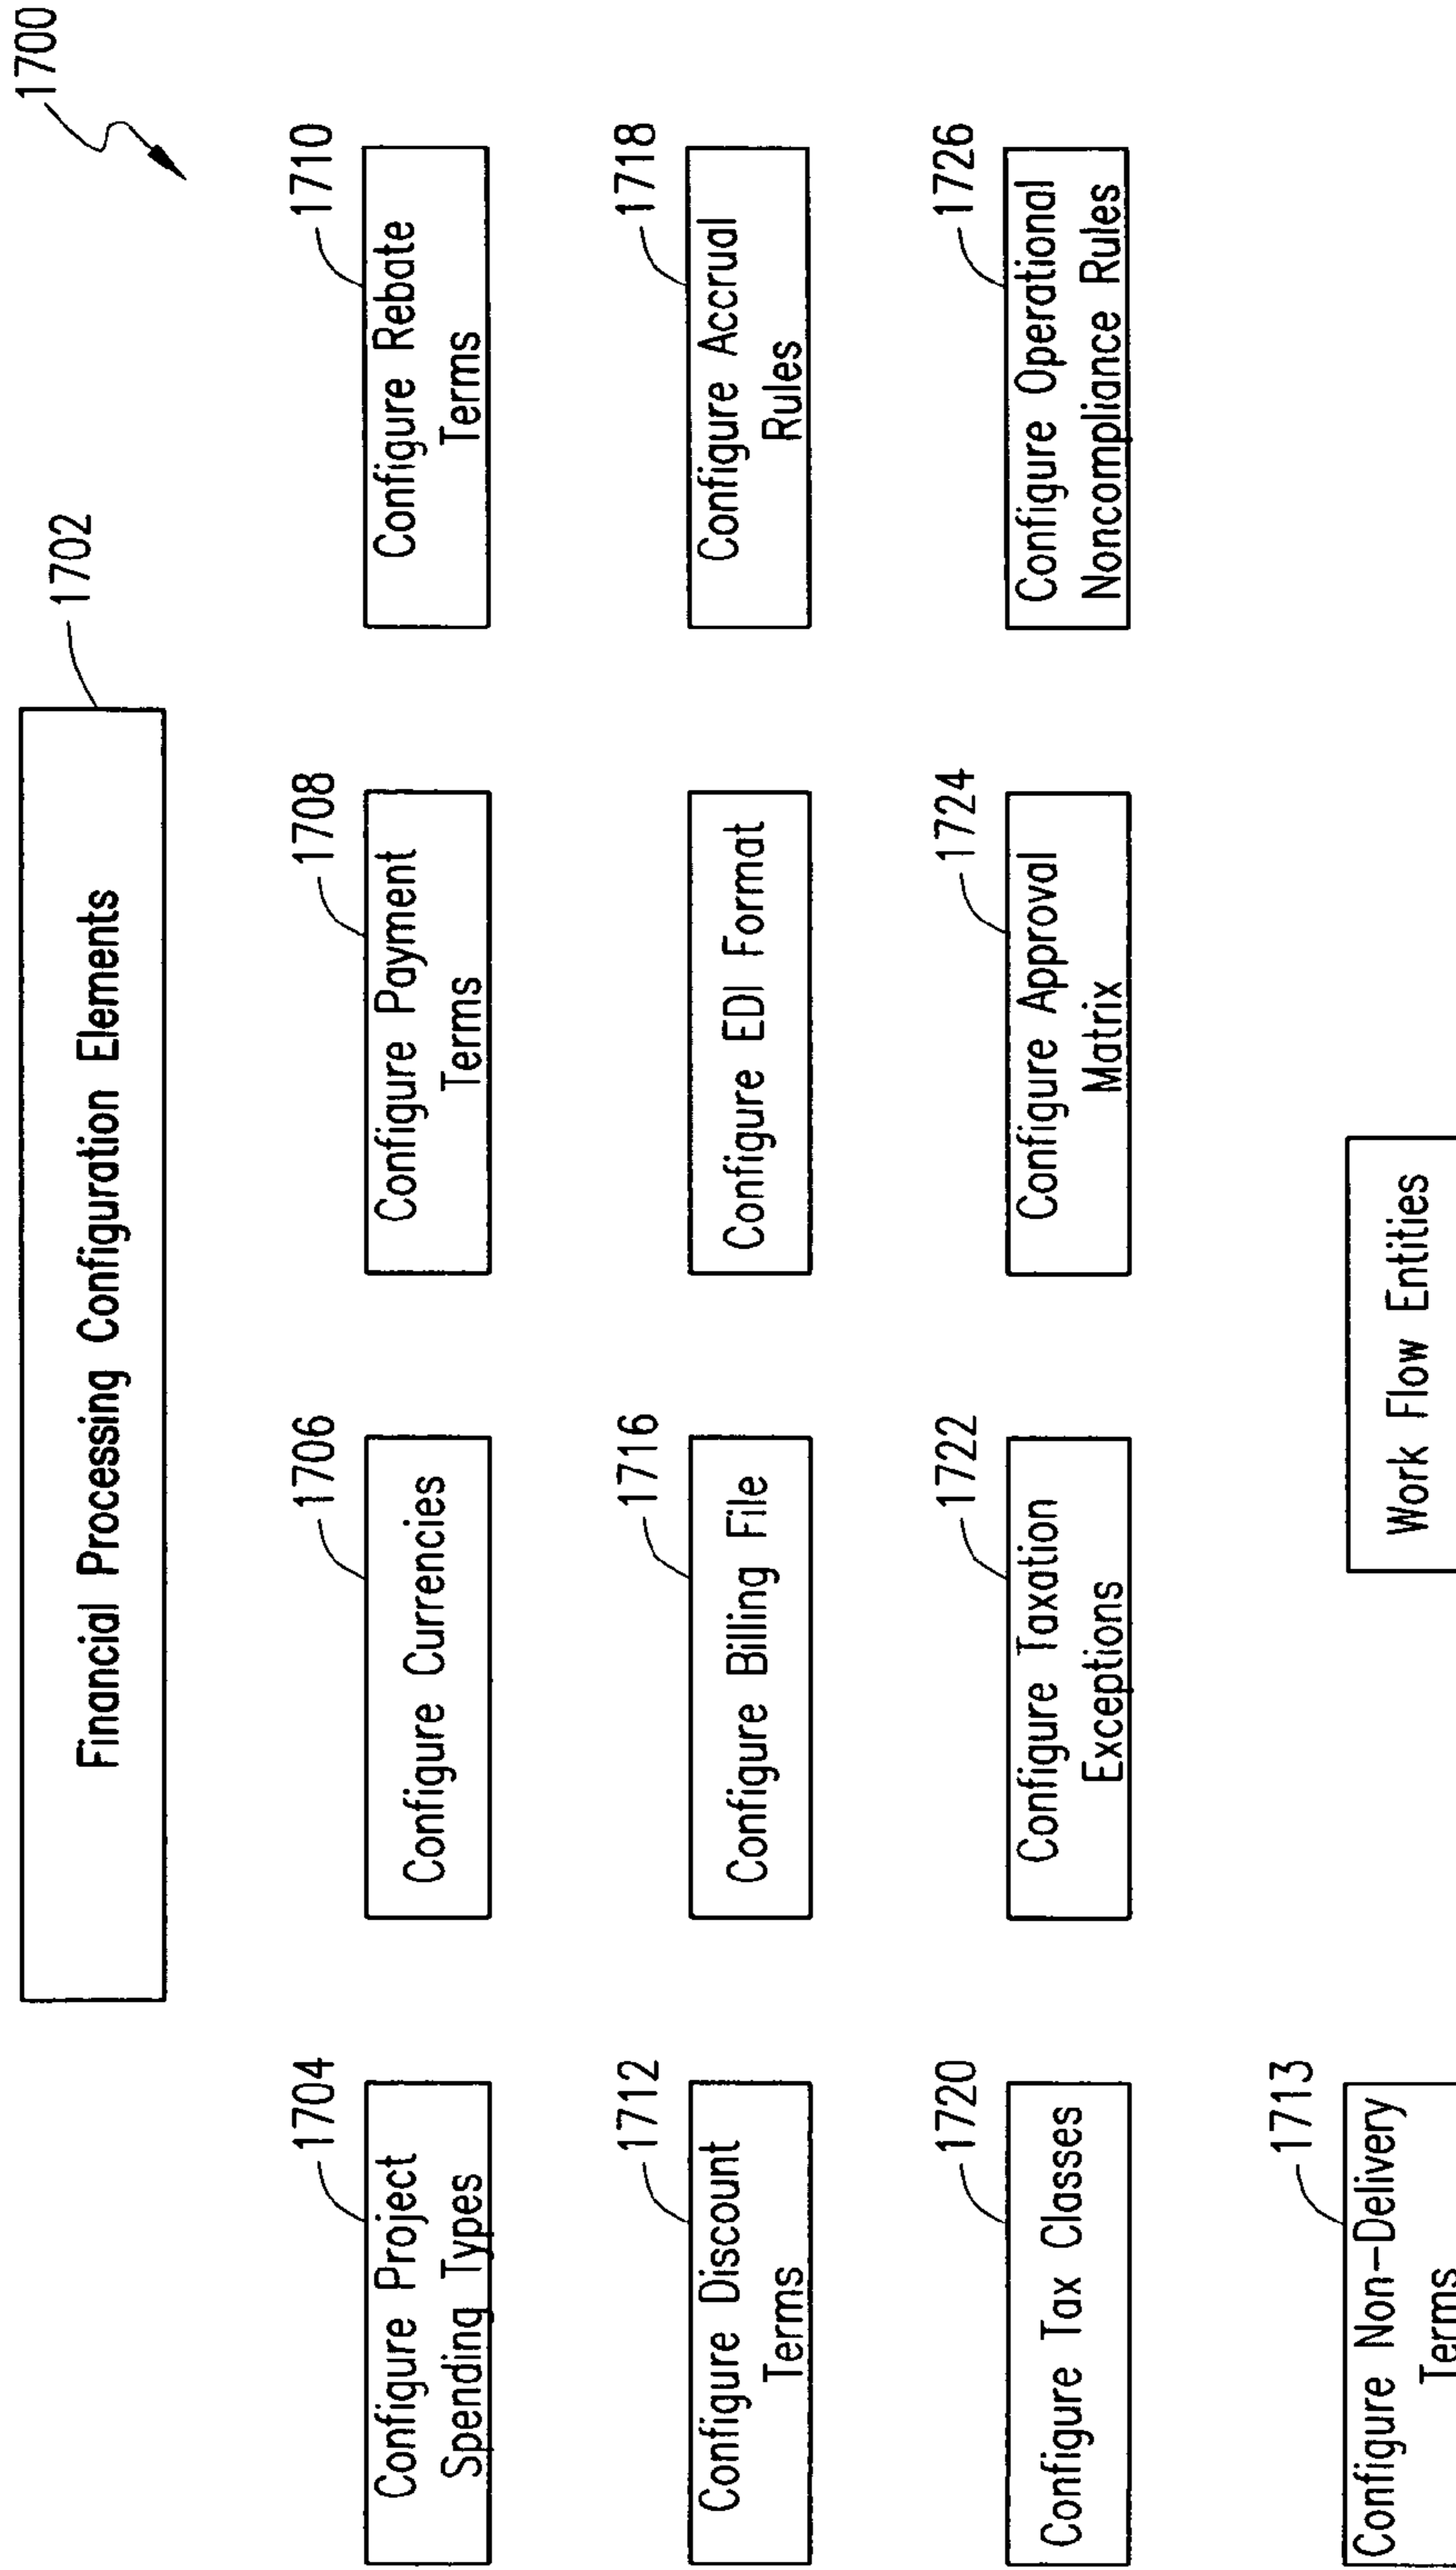 1700
Financial Processing Configuration Elements
1702
1704
Configure Project
Spending Types
1706
Configure Currencies
1708
Configure Payment
Terms
1710
Configure Rebate
Terms
1712
Configure Discount
Terms
1716
Configure Billing File
Configure EDI Format
1718
Configure Accrual
Rules
1720
Configure Tax Classes
1722
Configure Taxation
Exceptions
1724
Configure Approval
Matrix
1726
Configure Operational
Noncompliance Rules
1713
Configure Non-Delivery
Terms
Work Flow Entities